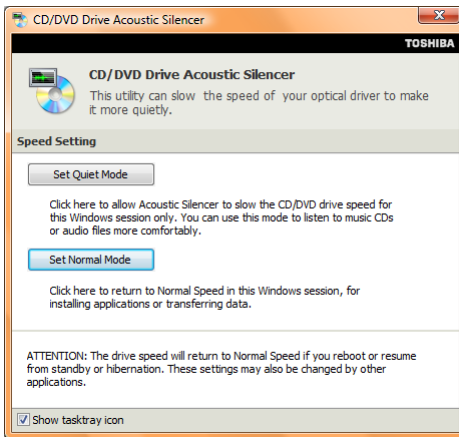 CD/DVD Drive Acoustic Silencer
TOSHIBA
CD/DVD Drive Acoustic Silencer
This utility can slow the speed of your optical driver to make
it more quietly.
Speed Setting
Set Quiet Mode
Click here to allow Acoustic Silencer to slow the CD/DVD drive speed for
this Windows session only. You can use this mode to listen to music CDs
or audio files more comfortably.
Set Normal Mode
Click here to return to Normal Speed in this Windows session, for
installing applications or transferring data.
ATTENTION: The drive speed will return to Normal Speed if you reboot or resume
from standby or hibernation. These settings may also be changed by other
applications.
Show tasktray icon